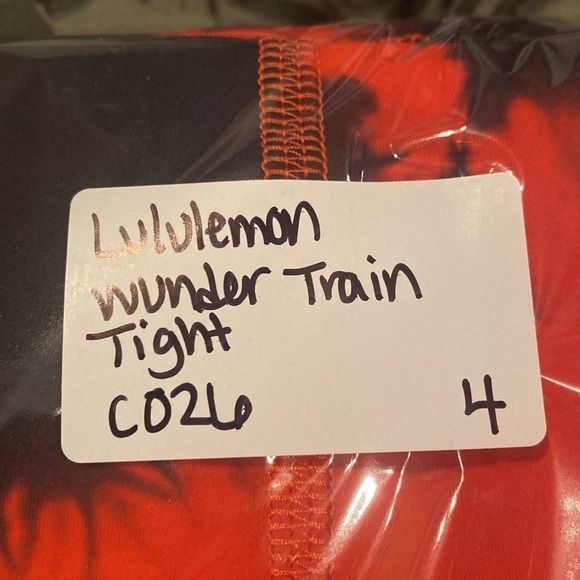 Lululemon
wunder Train
Tight
C026 4